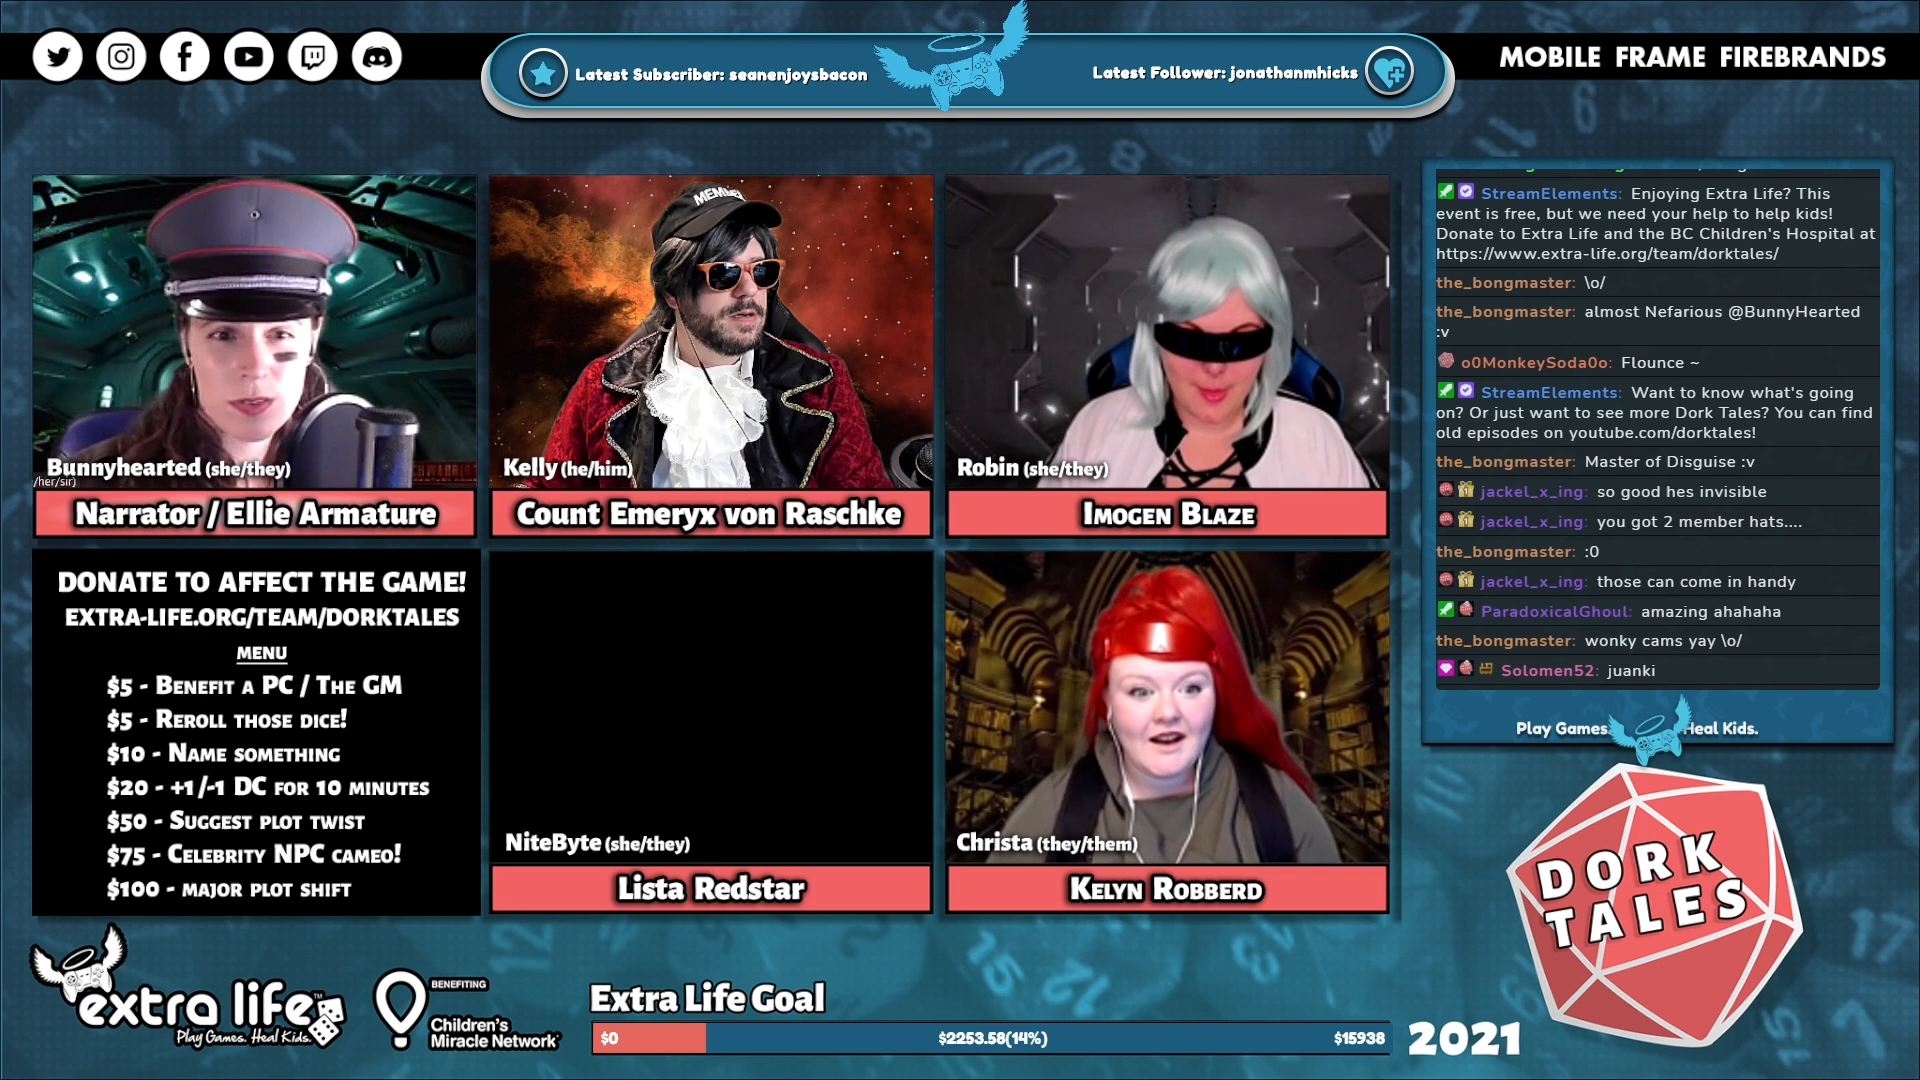 Latest Subscriber: seanenjoysbacon
Latest Follower: jonathanmhicks
MOBILE FRAME FIREBRANDS
MEMBER
Bunnyhearted (she/they)
/her/sir)
Narrator / Ellie Armature
Kelly (he/him)
Count Emeryx von Raschke
Robin (she/they)
Imogen Blaze
StreamElements: Enjoying Extra Life? This
event is free, but we need your help to help kids!
Donate to Extra Life and the BC Children's Hospital at
https://www.extra-life.org/team/dorktales/
the_bongmaster: \o/
the_bongmaster: almost Nefarious @BunnyHearted
:v
o0MonkeySoda0o: Flounce ~
StreamElements: Want to know what's going
on? Or just want to see more Dork Tales? You can find
old episodes on youtube.com/dorktales!
the_bongmaster: Master of Disguise :v
jackel_x_ing: so good hes invisible
jackel_x_ing: you got 2 member hats....
the_bongmaster: :0
jackel_x_ing: those can come in handy
ParadoxicalGhoul: amazing ahahaha
the_bongmaster: wonky cams yay \o/
Solomen52: juanki
Play Games. Heal Kids.
DONATE TO AFFECT THE GAME!
EXTRA-LIFE.ORG/TEAM/DORKTALES
MENU
$5 - Benefit a PC / The GM
$5 - Reroll those dice!
$10 - Name something
$20 - +1/-1 DC for 10 minutes
$50 - Suggest plot twist
$75 - Celebrity NPC cameo!
$100 - major plot shift
NiteByte (she/they)
Lista Redstar
Christa (they/them)
Kelyn Robberd
DORK
TALES
extra life™
Play Games. Heal Kids.
BENEFITING
Children's
Miracle Network
Extra Life Goal
$0
$2253.58(14%)
$15938
2021